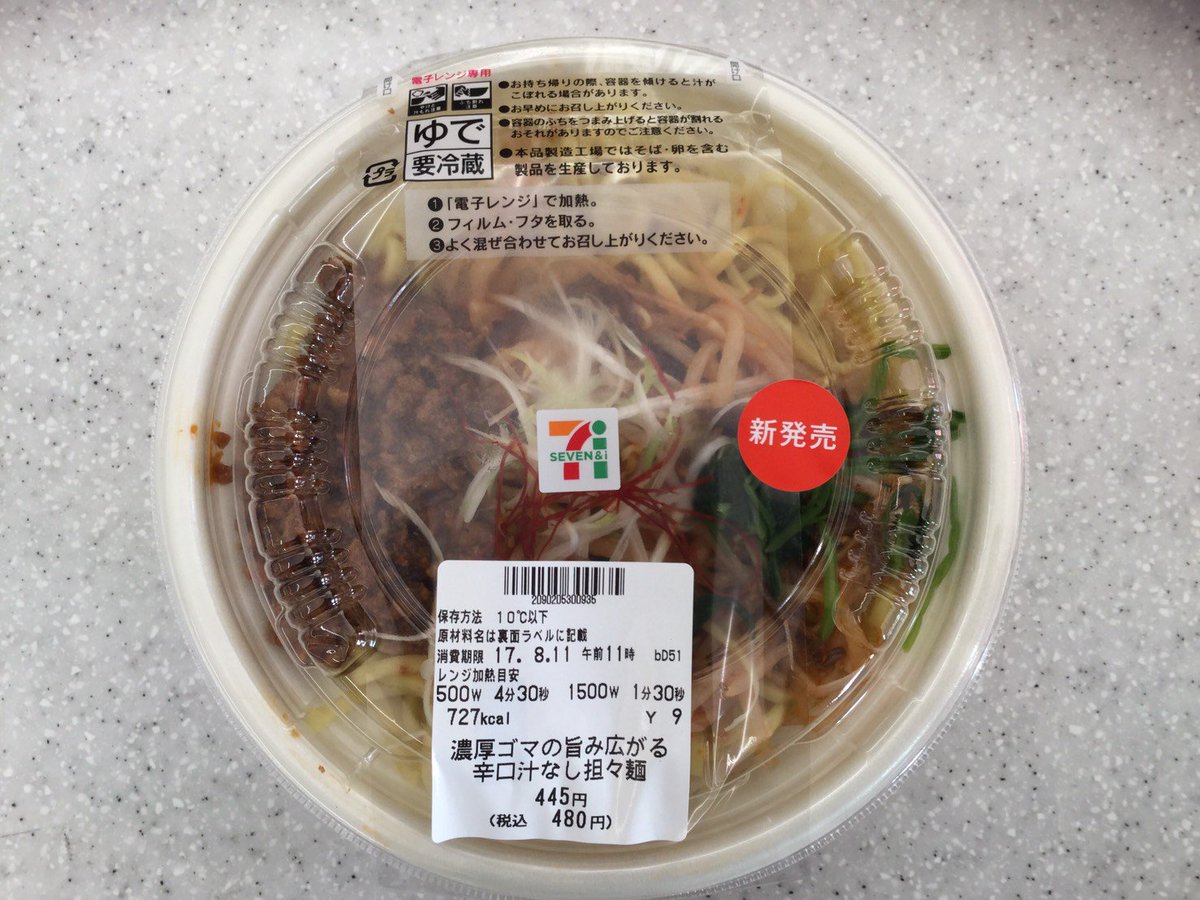 開け口
開け口
電子レンジ専用
●お持ち帰りの際、容器を傾けると汁が
こぼれる場合があります。
●お早めにお召し上がりください。
●容器のふちをつまみ上げると容器が割れる
おそれがありますのでご注意ください。
●本品製造工場ではそば・卵を含む
製品を生産しております。
ゆで
要冷蔵
フタ
❶「電子レンジ」で加熱。
❷フィルム・フタを取る。
❸よく混ぜ合わせてお召し上がりください。
新発売
SEVEN&i
2090205300935
保存方法 10℃以下
原材料名は裏面ラベルに記載
消費期限 17. 8.11 午前11時 bD51
レンジ加熱目安
500W 4分30秒 1500W 1分30秒
727kcal Y 9
濃厚ゴマの旨み広がる
辛口汁なし担々麺
445円
(税込 480円)